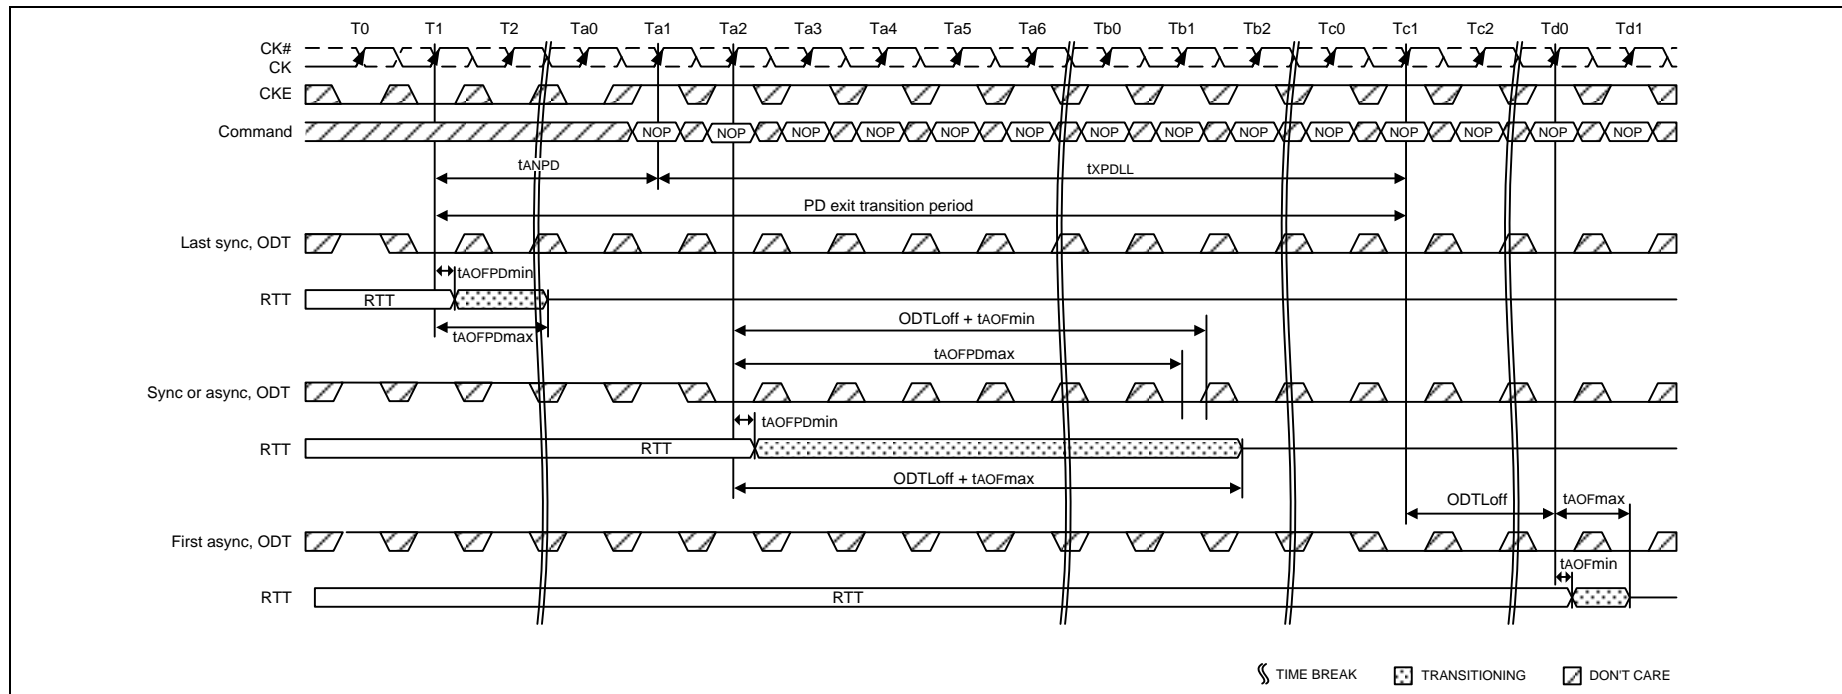 T0 T1 T2 Ta0 Ta1 Ta2 Ta3 Ta4 Ta5 Ta6 Tb0 Tb1 Tb2 Tc0 Tc1 Tc2 Td0 Td1
CK#
CK
CKE
Command NOP NOP NOP NOP NOP NOP NOP NOP NOP NOP NOP NOP NOP NOP
tANPD tXPDLL
PD exit transition period
Last sync, ODT
tAOFPDmin
RTT RTT
tAOFPDmax
ODTLoff + tAOFmin
tAOFPDmax
Sync or async, ODT
tAOFPDmin
RTT RTT
ODTLoff + tAOFmax
ODTLoff tAOFmax
First async, ODT
tAOFmin
RTT RTT
TIME BREAK TRANSITIONING DON'T CARE